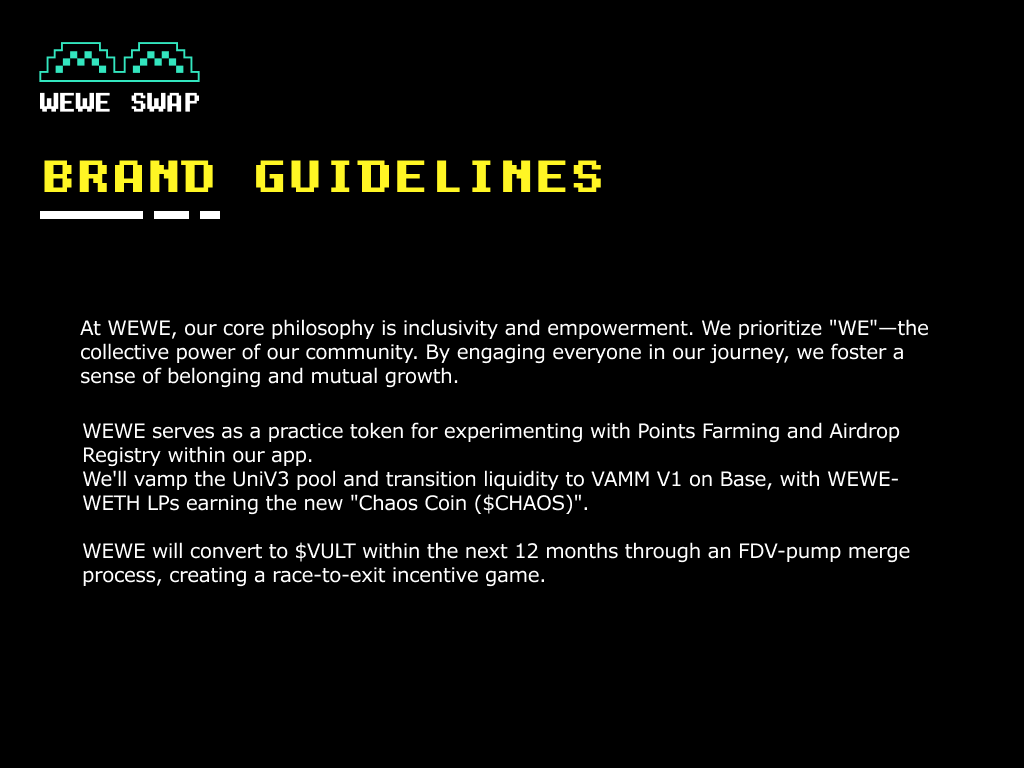 WEWE SWAP
BRAND GUIDELINES
At WEWE, our core philosophy is inclusivity and empowerment. We prioritize "WE"—the
collective power of our community. By engaging everyone in our journey, we foster a
sense of belonging and mutual growth.
WEWE serves as a practice token for experimenting with Points Farming and Airdrop
Registry within our app.
We'll vamp the UniV3 pool and transition liquidity to VAMM V1 on Base, with WEWE-
WETH LPs earning the new "Chaos Coin ($CHAOS)".
WEWE will convert to $VULT within the next 12 months through an FDV-pump merge
process, creating a race-to-exit incentive game.